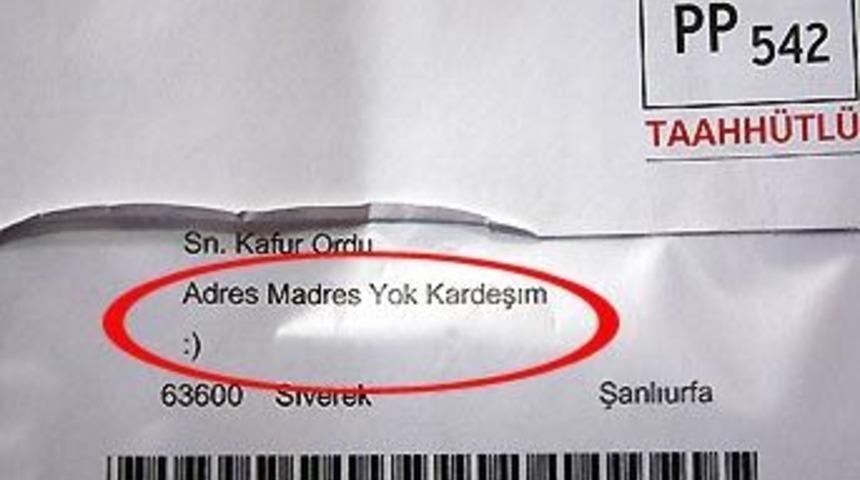 PP 542
TAAHHÜTLÜ
Sn. Kafur Ordu
Adres Madres Yok Kardeşim
:)
63600 Siverek Şanlıurfa